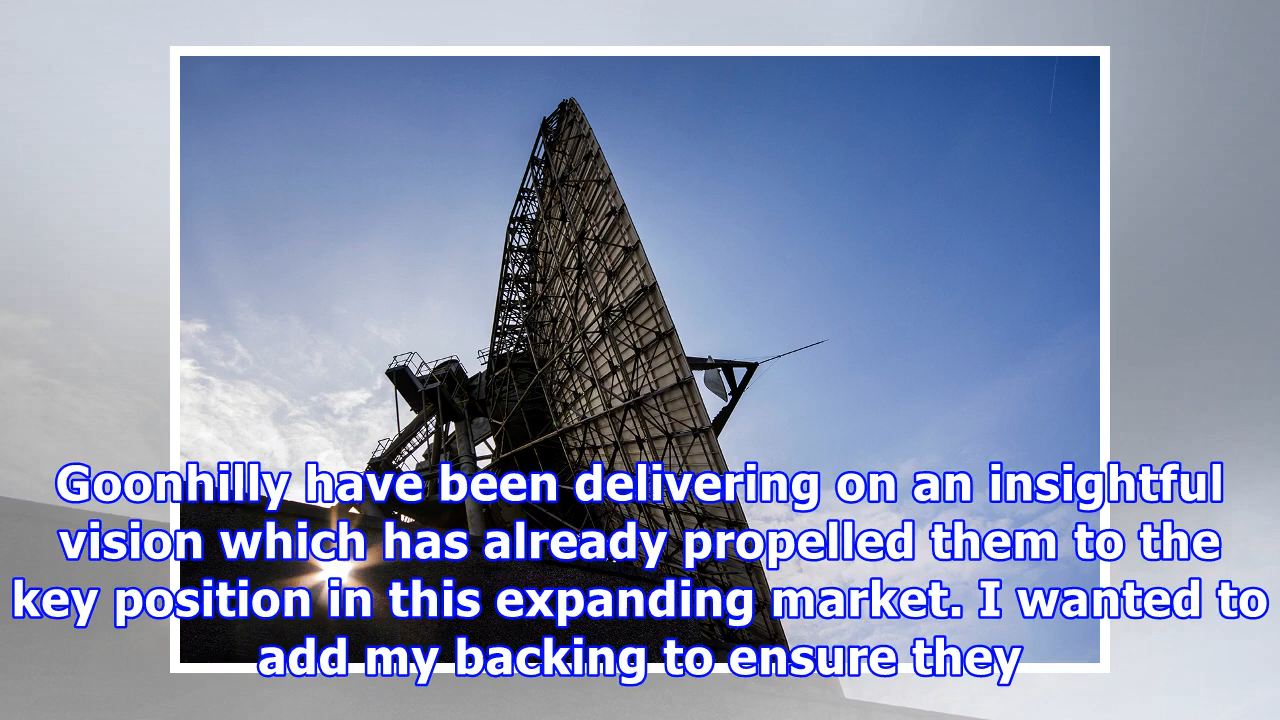 Goonhilly have been delivering on an insightful
vision which has already propelled them to the
key position in this expanding market. I wanted to
add my backing to ensure they